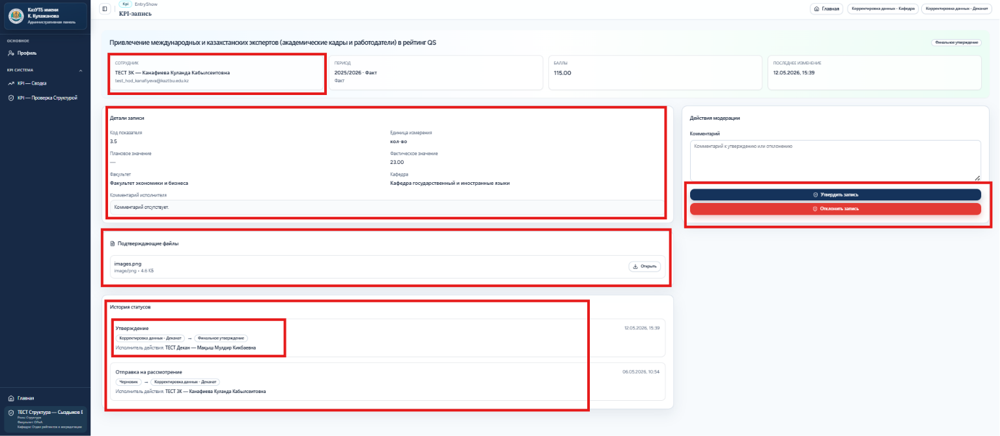 КазУТБ имени
К. Кулажанова
Административная панель
ОСНОВНОЕ
Профиль
KPI СИСТЕМА
KPI — Сводка
KPI — Проверка Структурой
Главная
ТЕСТ Структура — Сыздыков Е
Роль: Структура
Факультет: ОРиА
Кафедра: Отдел рейтингов и аккредитации
Kpi EntryShow
KPI-запись
Главная
Корректировка данных - Кафедра
Корректировка данных - Деканат
Привлечение международных и казахстанских экспертов (академические кадры и работодатели) в рейтинг QS
Финальное утверждение
СОТРУДНИК
ТЕСТ ЗК — Канафиева Куланда Кабылсеитовна
test_hod_kanafiyeva@kaztbu.edu.kz
ПЕРИОД
2025/2026 · Факт
Факт
БАЛЛЫ
115.00
ПОСЛЕДНЕЕ ИЗМЕНЕНИЕ
12.05.2026, 15:39
Детали записи
Код показателя
3.5
Единица измерения
кол-во
Плановое значение
—
Фактическое значение
23.00
Факультет
Факультет экономики и бизнеса
Кафедра
Кафедра государственный и иностранные языки
Комментарий исполнителя
Комментарий отсутствует.
Действия модерации
Комментарий
Комментарий к утверждению или отклонению
Утвердить запись
Отклонить запись
Подтверждающие файлы
images.png
image/png • 4.6 КБ
Открыть
История статусов
Утверждение
12.05.2026, 15:39
Корректировка данных - Деканат → Финальное утверждение
Исполнитель действия: ТЕСТ Декан — Мақыш Мулдир Кикбаевна
Отправка на рассмотрение
06.05.2026, 10:54
Черновик → Корректировка данных - Деканат
Исполнитель действия: ТЕСТ ЗК — Канафиева Куланда Кабылсеитовна